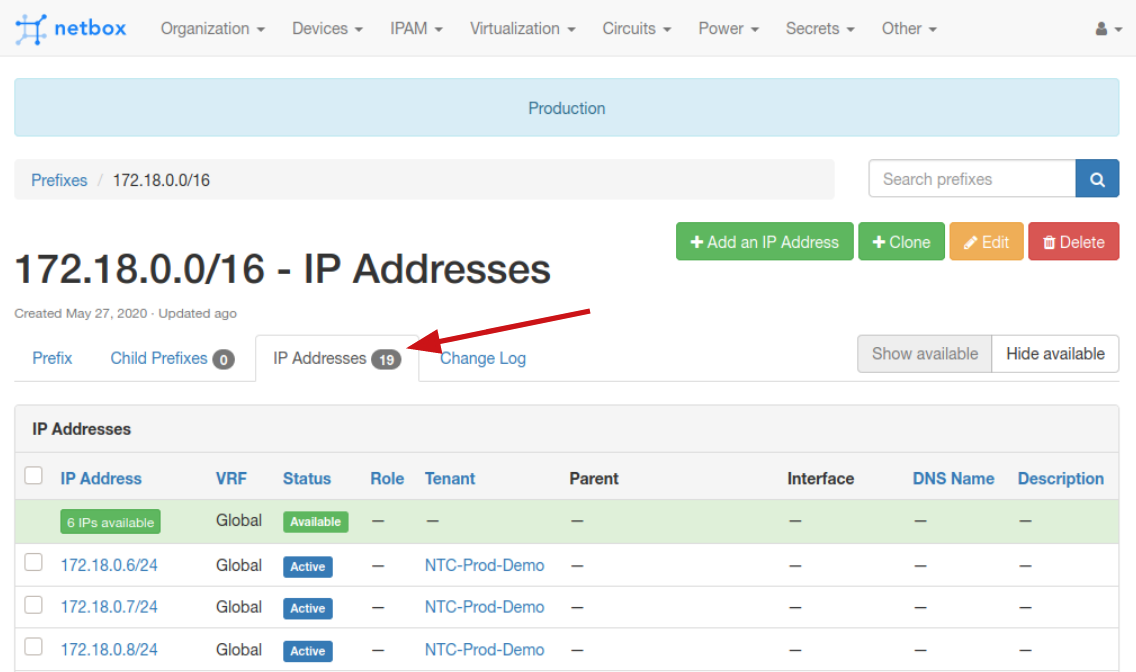 netbox Organization Devices IPAM Virtualization Circuits Power Secrets Other
Production
Prefixes / 172.18.0.0/16
Search prefixes
Add an IP Address Clone Edit Delete
172.18.0.0/16 - IP Addresses
Created May 27, 2020 · Updated ago
Prefix Child Prefixes 0 IP Addresses 19 Change Log Show available Hide available
IP Addresses
IP Address VRF Status Role Tenant Parent Interface DNS Name Description
6 IPs available Global Available — — — — — —
172.18.0.6/24 Global Active — NTC-Prod-Demo — — — —
172.18.0.7/24 Global Active — NTC-Prod-Demo — — — —
172.18.0.8/24 Global Active — NTC-Prod-Demo — — — —